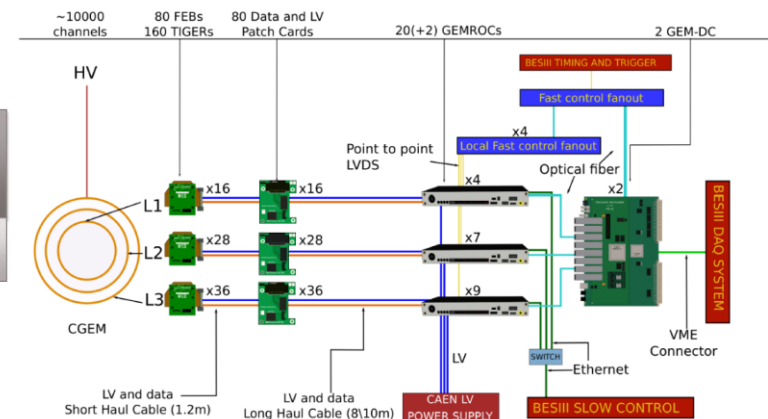 ~10000
channels
80 FEBs
160 TIGERs
80 Data and LV
Patch Cards
20(+2) GEMROCs
2 GEM-DC
BESIII TIMING AND TRIGGER
HV
Fast control fanout
x4
Local Fast control fanout
Point to point
LVDS
Optical fiber
L1
x16
x16
x4
x2
L2
x28
x28
x7
L3
x36
x36
x9
BESIII DAQ SYSTEM
CGEM
VME
Connector
LV
SWITCH
Ethernet
LV and data
Short Haul Cable (1.2m)
LV and data
Long Haul Cable (8\10m)
CAEN LV
POWER SUPPLY
BESIII SLOW CONTROL